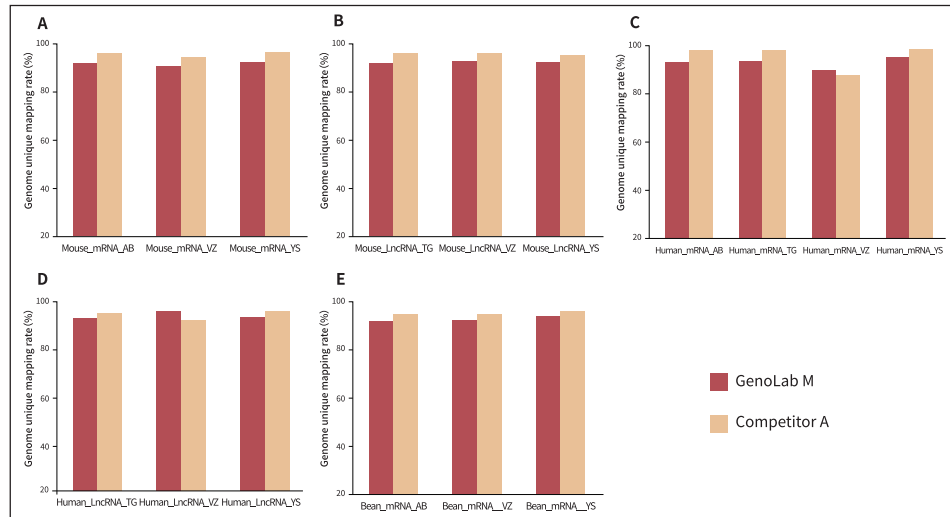 A
Genome unique mapping rate (%)
100
80
60
40
20
Mouse_mRNA_AB
Mouse_mRNA_VZ
Mouse_mRNA_YS
B
Genome unique mapping rate (%)
100
80
60
40
20
Mouse_LncRNA_TG
Mouse_LncRNA_VZ
Mouse_LncRNA_YS
C
Genome unique mapping rate (%)
100
80
60
40
20
Human_mRNA_AB
Human_mRNA_TG
Human_mRNA_VZ
Human_mRNA_YS
D
Genome unique mapping rate (%)
100
80
60
40
20
Human_LncRNA_TG
Human_LncRNA_VZ
Human_LncRNA_YS
E
Genome unique mapping rate (%)
100
80
60
40
20
Bean_mRNA_AB
Bean_mRNA__VZ
Bean_mRNA__YS
GenoLab M
Competitor A